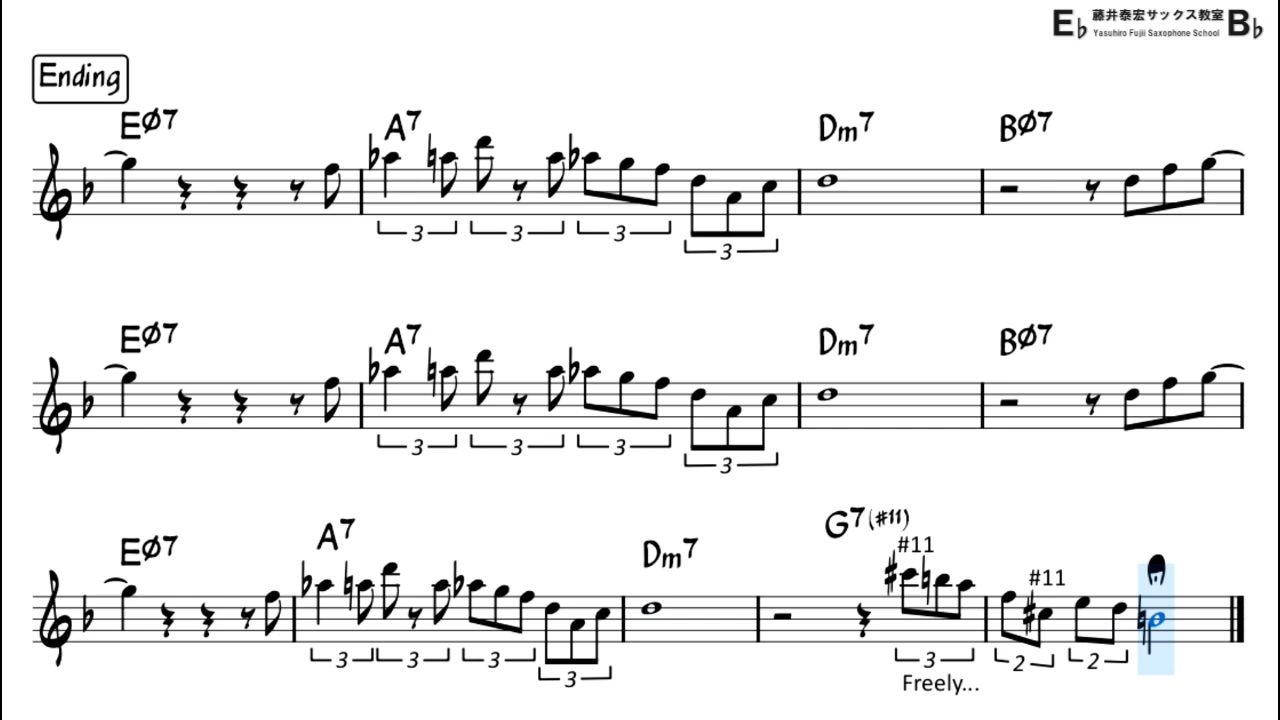 E♭ 藤井泰宏サックス教室 B♭
Yasuhiro Fujii Saxophone School
Ending
EØ7 A7 Dm7 BØ7
3 3 3 3
EØ7 A7 Dm7 BØ7
3 3 3 3
EØ7 A7 Dm7 G7(#11)
#11 #11
3 3 3 3 3 2 2
Freely...